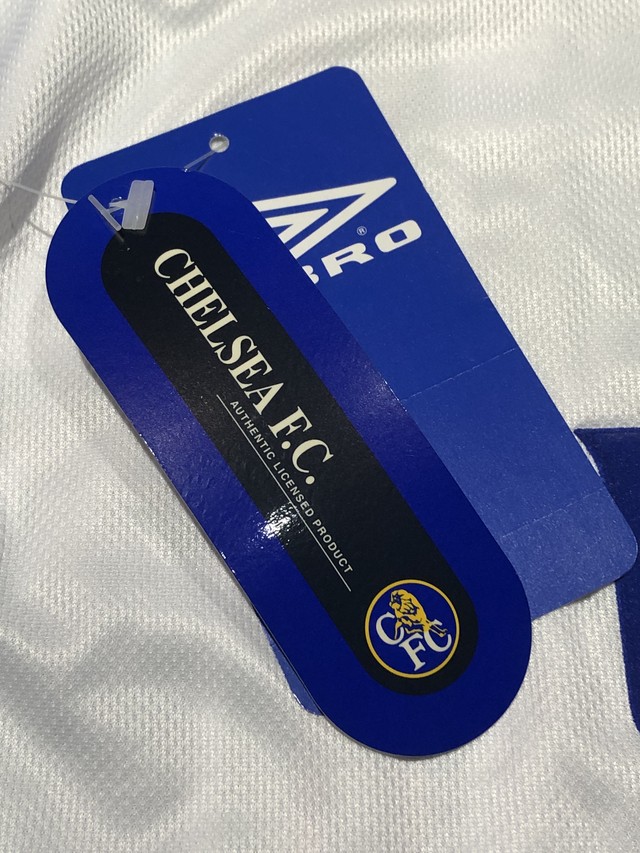 BRO®
CHELSEA F.C.
AUTHENTIC LICENSED PRODUCT
CFC